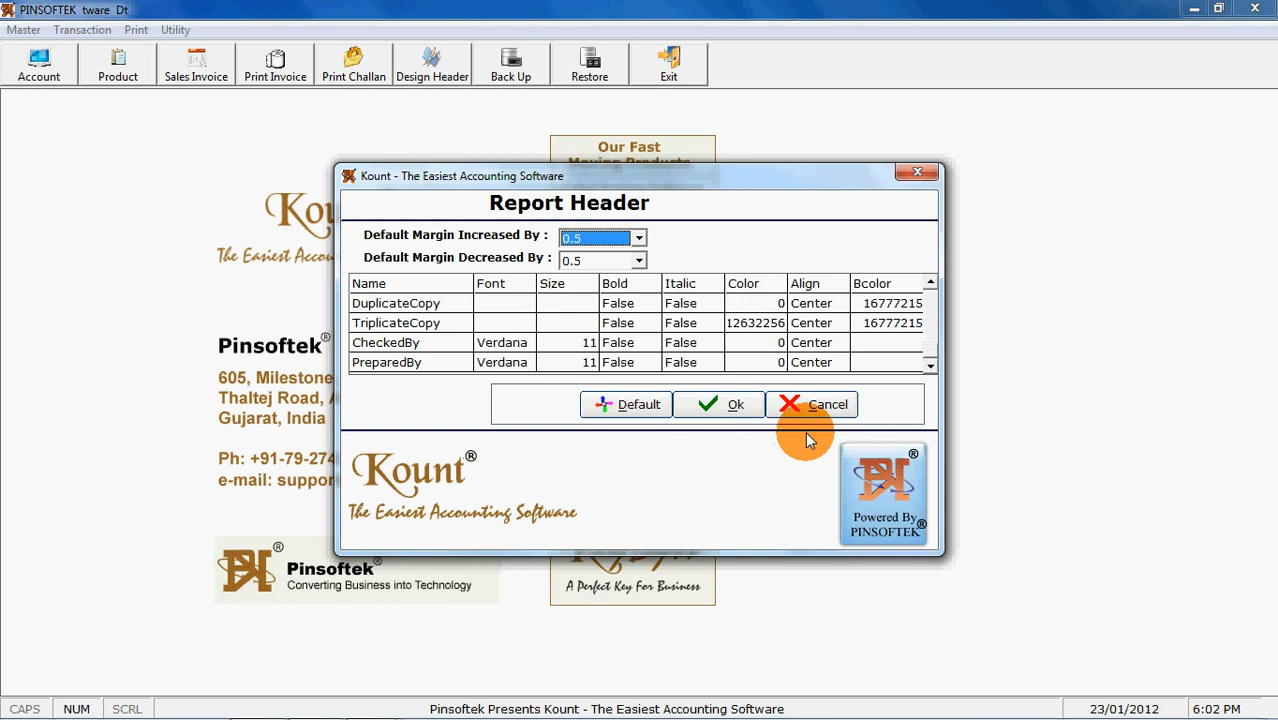 PINSOFTEK tware Dt
Master Transaction Print Utility
Account Product Sales Invoice Print Invoice Print Challan Design Header Back Up Restore Exit
Our Fast
Moving Products
Kount - The Easiest Accounting Software
Report Header
Default Margin Increased By : 0.5
Default Margin Decreased By : 0.5
Name Font Size Bold Italic Color Align Bcolor
DuplicateCopy False False 0 Center 16777215
TriplicateCopy False False 12632256 Center 16777215
CheckedBy Verdana 11 False False 0 Center
PreparedBy Verdana 11 False False 0 Center
Default Ok Cancel
Kount®
The Easiest Accounting Software
®
Powered By
PINSOFTEK®
Kou
The Easiest Accou
Pinsoftek®
605, Milestone
Thaltej Road, A
Gujarat, India
Ph: +91-79-274
e-mail: suppor
®
Pinsoftek®
Converting Business into Technology
A Perfect Key For Business
CAPS NUM SCRL Pinsoftek Presents Kount - The Easiest Accounting Software 23/01/2012 6:02 PM